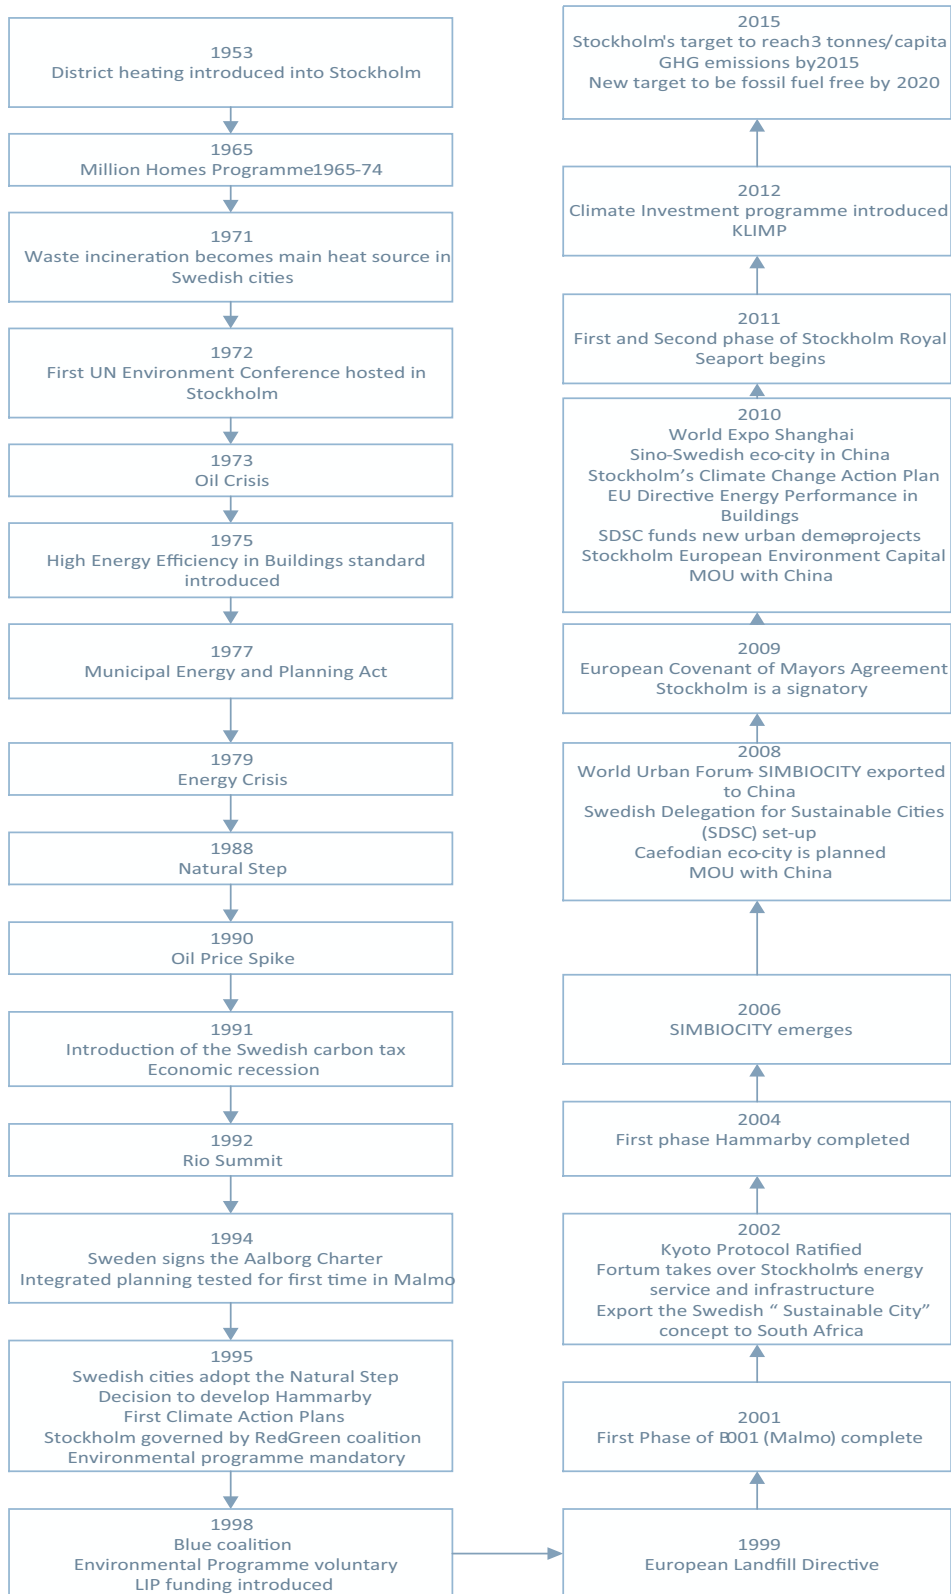 1953
District heating introduced into Stockholm
1965
Million Homes Programme1965-74
1971
Waste incineration becomes main heat source in
Swedish cities
1972
First UN Environment Conference hosted in
Stockholm
1973
Oil Crisis
1975
High Energy Efficiency in Buildings standard
introduced
1977
Municipal Energy and Planning Act
1979
Energy Crisis
1988
Natural Step
1990
Oil Price Spike
1991
Introduction of the Swedish carbon tax
Economic recession
1992
Rio Summit
1994
Sweden signs the Aalborg Charter
Integrated planning tested for first time in Malmo
1995
Swedish cities adopt the Natural Step
Decision to develop Hammarby
First Climate Action Plans
Stockholm governed by Red-Green coalition
Environmental programme mandatory
1998
Blue coalition
Environmental Programme voluntary
LIP funding introduced
1999
European Landfill Directive
2001
First Phase of B001 (Malmo) complete
2002
Kyoto Protocol Ratified
Fortum takes over Stockholm's energy
service and infrastructure
Export the Swedish “ Sustainable City”
concept to South Africa
2004
First phase Hammarby completed
2006
SIMBIOCITY emerges
2008
World Urban Forum- SIMBIOCITY exported
to China
Swedish Delegation for Sustainable Cities
(SDSC) set-up
Caefodian eco-city is planned
MOU with China
2009
European Covenant of Mayors Agreement
Stockholm is a signatory
2010
World Expo Shanghai
Sino-Swedish eco-city in China
Stockholm’s Climate Change Action Plan
EU Directive Energy Performance in
Buildings
SDSC funds new urban demo-projects
Stockholm European Environment Capital
MOU with China
2011
First and Second phase of Stockholm Royal
Seaport begins
2012
Climate Investment programme introduced
KLIMP
2015
Stockholm's target to reach3 tonnes/capita
GHG emissions by2015
New target to be fossil fuel free by 2020